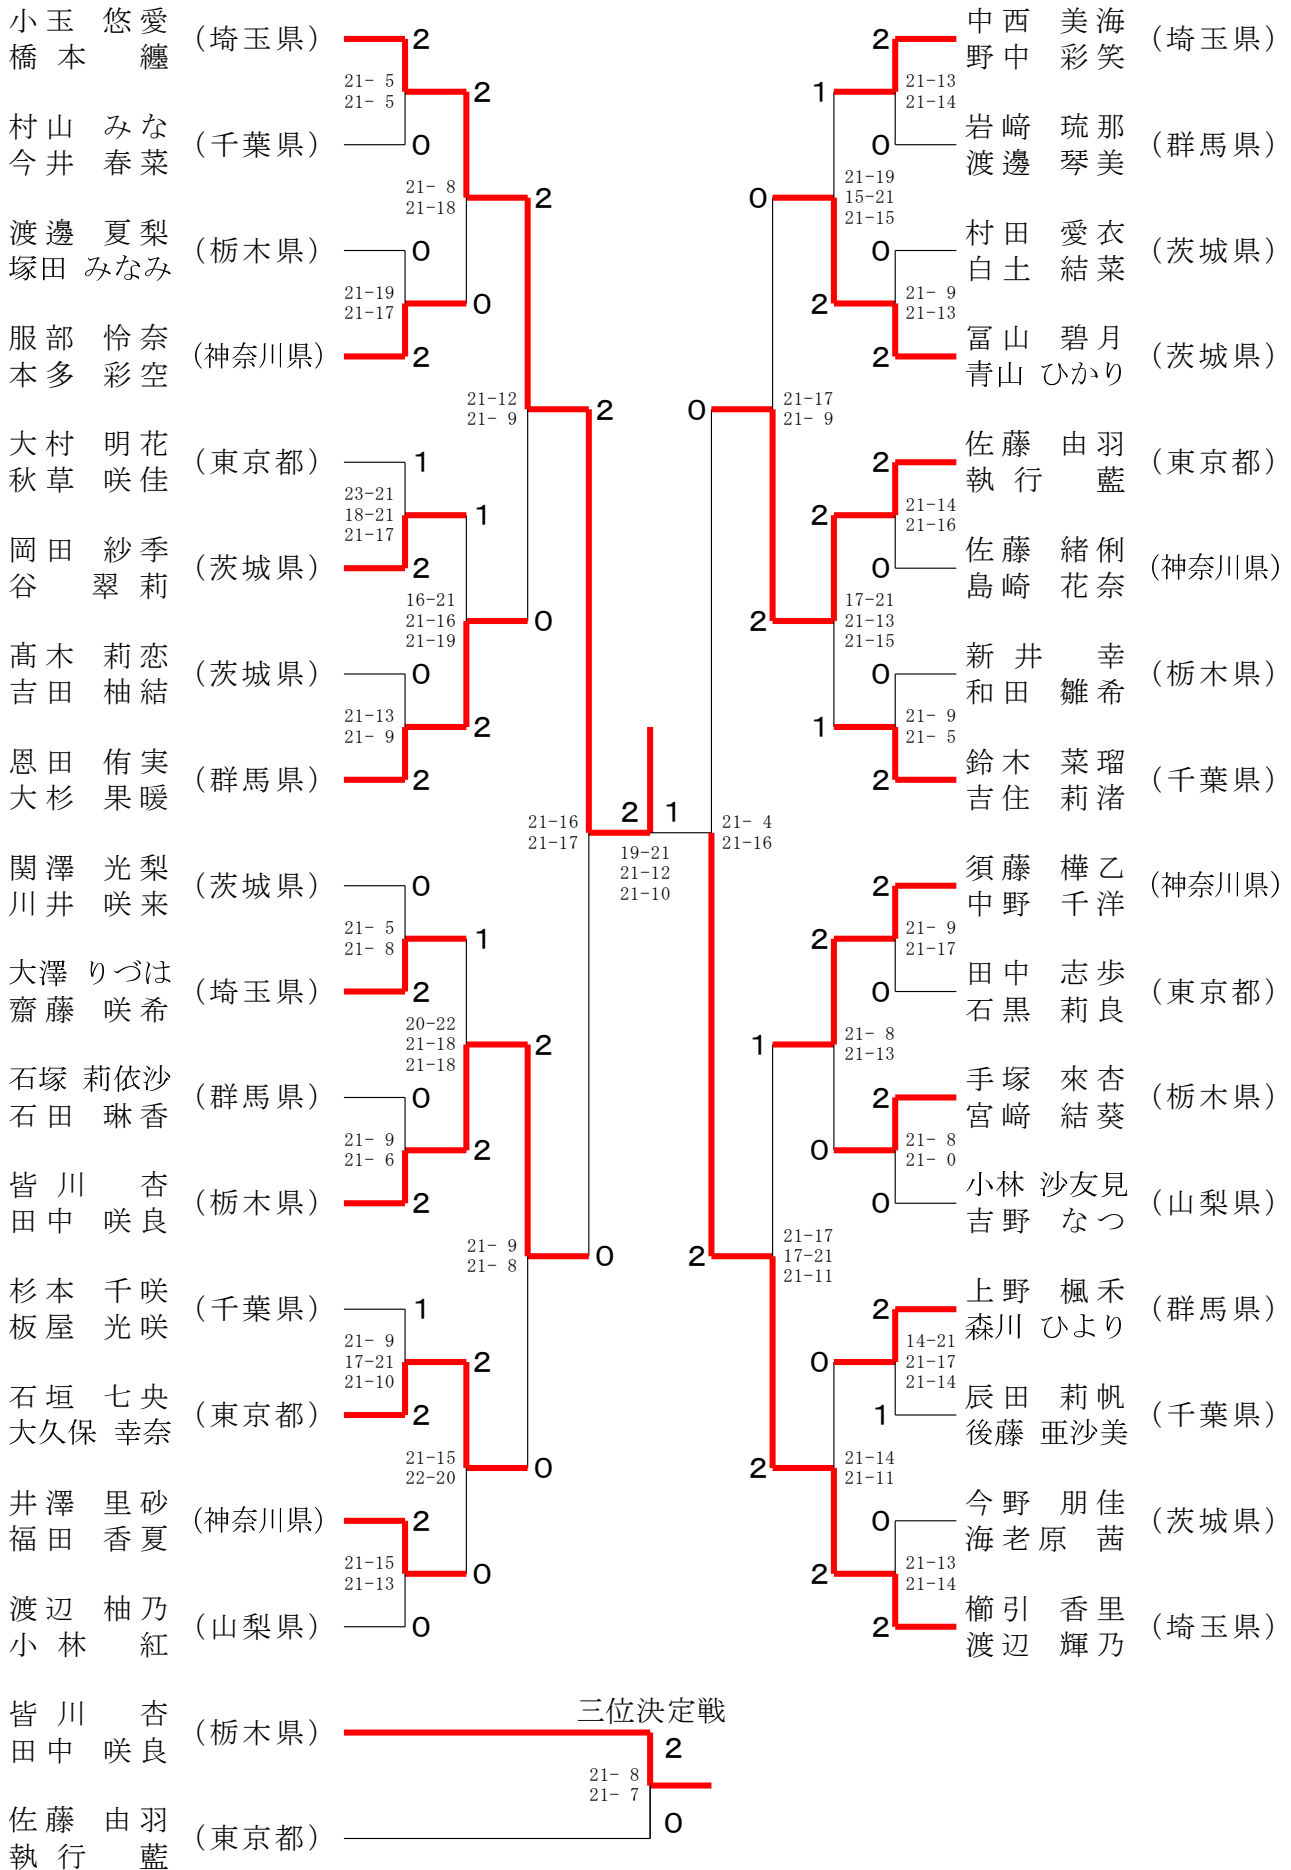 小玉 悠愛
橋本 纏
(埼玉県)
2
21- 5
21- 5
2
村山 みな
今井 春菜
(千葉県)
0
21- 8
21-18
2
渡邊 夏梨
塚田 みなみ
(栃木県)
0
21-19
21-17
0
服部 怜奈
本多 彩空
(神奈川県)
2
21-12
21- 9
2
大村 明花
秋草 咲佳
(東京都)
1
23-21
18-21
21-17
1
岡田 紗季
谷 翠莉
(茨城県)
2
16-21
21-16
21-19
0
髙木 莉恋
吉田 柚結
(茨城県)
0
21-13
21- 9
2
恩田 侑実
大杉 果暖
(群馬県)
2
21-16
21-17
関澤 光梨
川井 咲来
(茨城県)
0
21- 5
21- 8
1
大澤 りづは
齋藤 咲希
(埼玉県)
2
20-22
21-18
21-18
2
石塚 莉依沙
石田 琳香
(群馬県)
0
21- 9
21- 6
2
皆川 杏
田中 咲良
(栃木県)
2
21- 9
21- 8
0
杉本 千咲
板屋 光咲
(千葉県)
1
21- 9
17-21
21-10
2
石垣 七央
大久保 幸奈
(東京都)
2
21-15
22-20
0
井澤 里砂
福田 香夏
(神奈川県)
2
21-15
21-13
0
渡辺 柚乃
小林 紅
(山梨県)
0
2 1
19-21
21-12
21-10
中西 美海
野中 彩笑
(埼玉県)
2
21-13
21-14
1
岩﨑 琉那
渡邊 琴美
(群馬県)
0
21-19
15-21
21-15
0
村田 愛衣
白土 結菜
(茨城県)
0
21- 9
21-13
2
冨山 碧月
青山 ひかり
(茨城県)
2
21-17
21- 9
0
佐藤 由羽
執行 藍
(東京都)
2
21-14
21-16
2
佐藤 緒俐
島崎 花奈
(神奈川県)
0
17-21
21-13
21-15
2
新井 幸
和田 雛希
(栃木県)
0
21- 9
21- 5
1
鈴木 菜瑠
吉住 莉渚
(千葉県)
2
21- 4
21-16
須藤 樺乙
中野 千洋
(神奈川県)
2
21- 9
21-17
2
田中 志歩
石黒 莉良
(東京都)
0
21- 8
21-13
1
手塚 來杏
宮﨑 結葵
(栃木県)
2
21- 8
21- 0
0
小林 沙友見
吉野 なつ
(山梨県)
0
21-17
17-21
21-11
2
上野 楓禾
森川 ひより
(群馬県)
2
14-21
21-17
21-14
0
辰田 莉帆
後藤 亜沙美
(千葉県)
1
21-14
21-11
2
今野 朋佳
海老原 茜
(茨城県)
0
21-13
21-14
2
櫛引 香里
渡辺 輝乃
(埼玉県)
2
三位決定戦
皆川 杏
田中 咲良
(栃木県)
2
21- 8
21- 7
佐藤 由羽
執行 藍
(東京都)
0